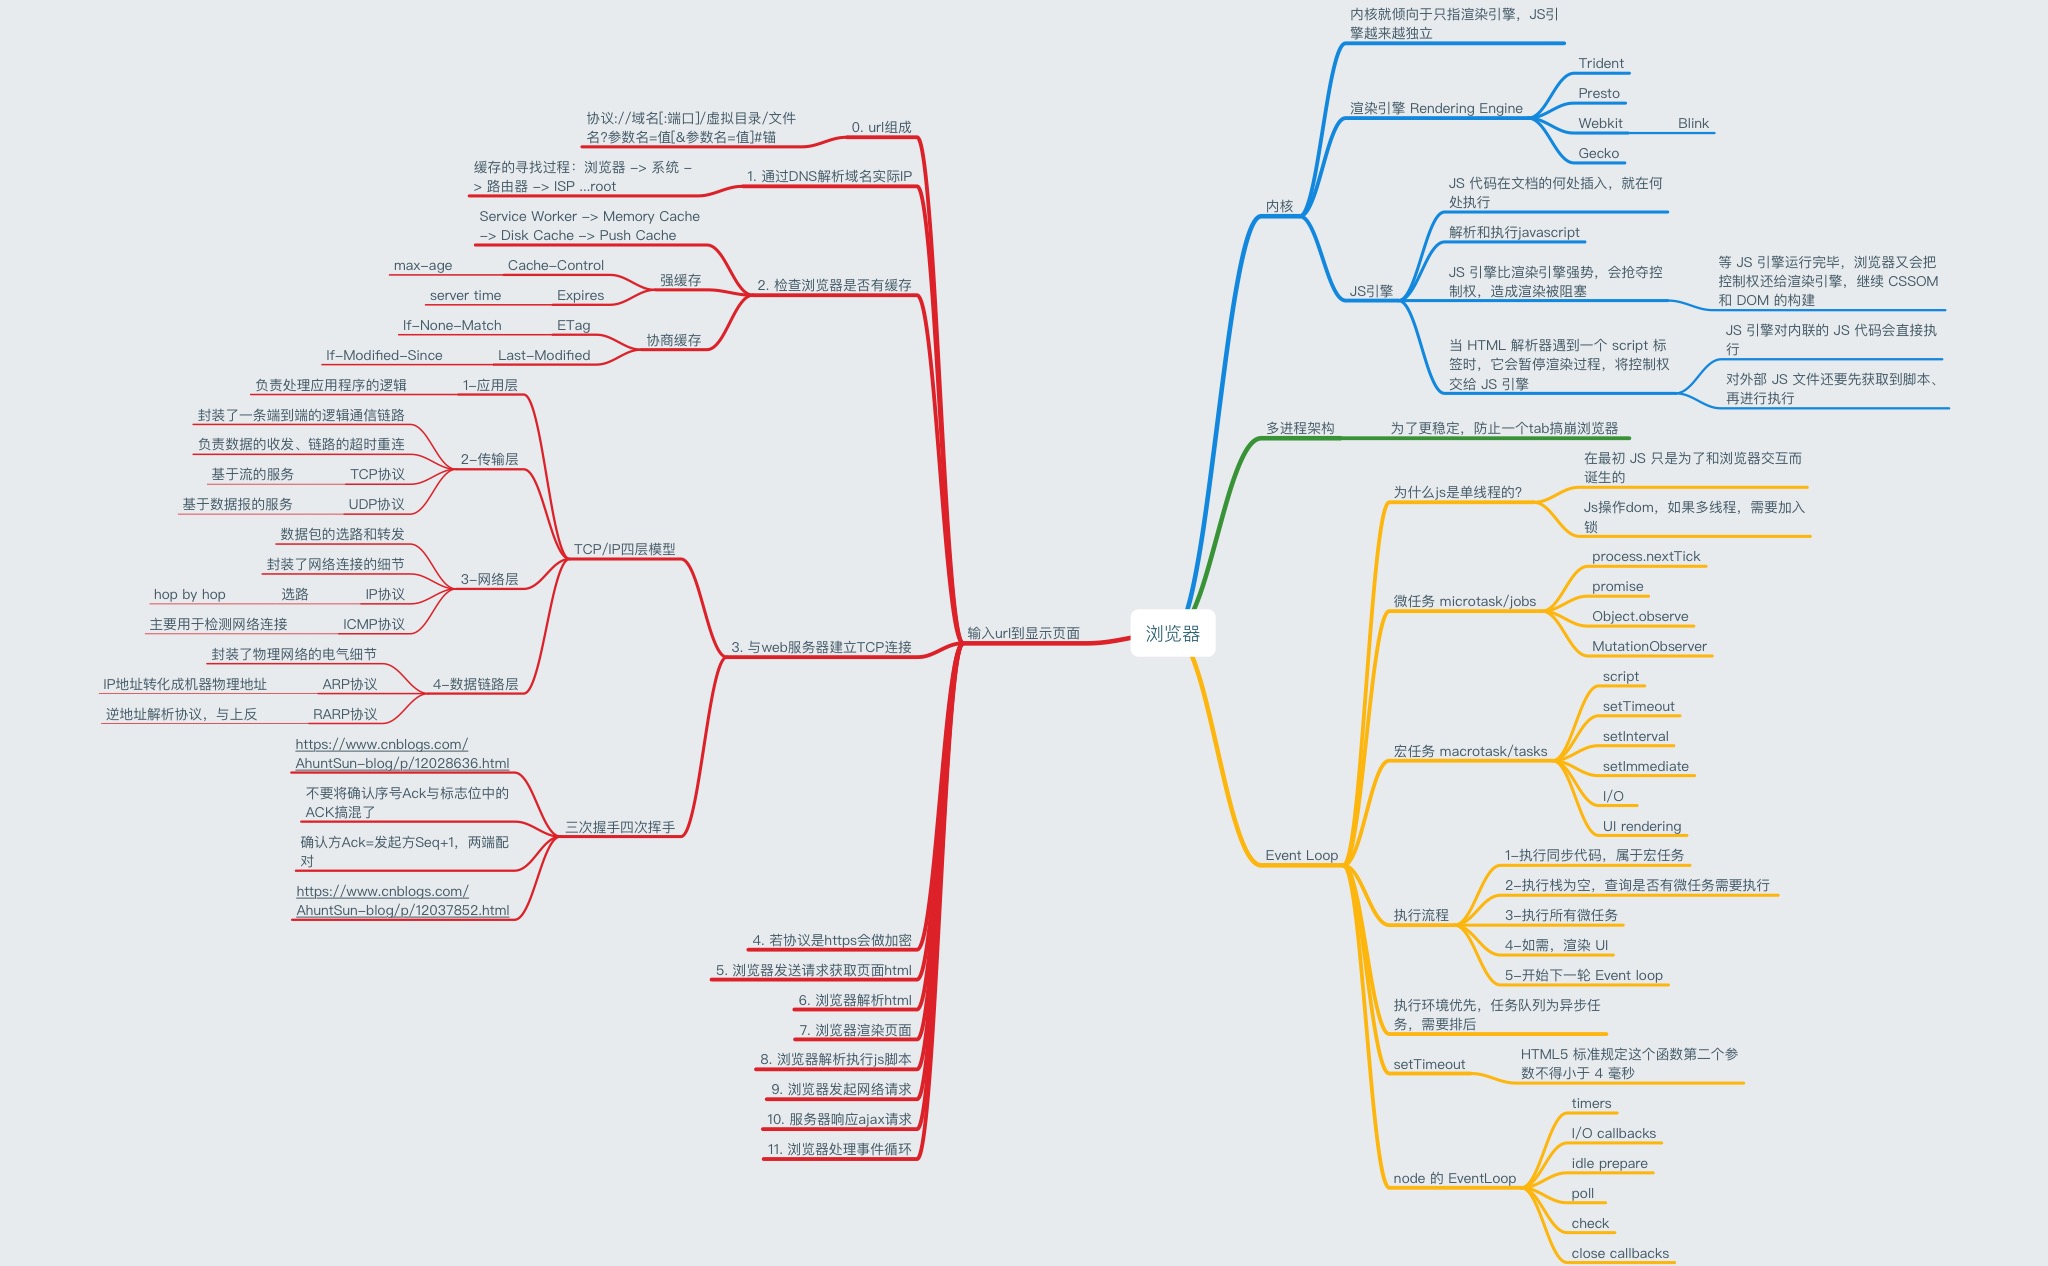 浏览器
内核
内核就倾向于只指渲染引擎，JS引
擎越来越独立
渲染引擎 Rendering Engine
Trident
Presto
Webkit
Blink
Gecko
JS引擎
JS 代码在文档的何处插入，就在何
处执行
解析和执行javascript
JS 引擎比渲染引擎强势，会抢夺控
制权，造成渲染被阻塞
等 JS 引擎运行完毕，浏览器又会把
控制权还给渲染引擎，继续 CSSOM
和 DOM 的构建
当 HTML 解析器遇到一个 script 标
签时，它会暂停渲染过程，将控制权
交给 JS 引擎
JS 引擎对内联的 JS 代码会直接执
行
对外部 JS 文件还要先获取到脚本、
再进行执行
多进程架构
为了更稳定，防止一个tab搞崩浏览器
Event Loop
为什么js是单线程的?
在最初 JS 只是为了和浏览器交互而
诞生的
Js操作dom，如果多线程，需要加入
锁
微任务 microtask/jobs
process.nextTick
promise
Object.observe
MutationObserver
宏任务 macrotask/tasks
script
setTimeout
setInterval
setImmediate
I/O
UI rendering
执行流程
1-执行同步代码，属于宏任务
2-执行栈为空，查询是否有微任务需要执行
3-执行所有微任务
4-如需，渲染 UI
5-开始下一轮 Event loop
执行环境优先，任务队列为异步任
务，需要排后
setTimeout
HTML5 标准规定这个函数第二个参
数不得小于 4 毫秒
node 的 EventLoop
timers
I/O callbacks
idle prepare
poll
check
close callbacks
输入url到显示页面
0. url组成
协议://域名[:端口]/虚拟目录/文件
名?参数名=值[&参数名=值]#锚
1. 通过DNS解析域名实际IP
缓存的寻找过程：浏览器 -> 系统 -
> 路由器 -> ISP ...root
2. 检查浏览器是否有缓存
Service Worker -> Memory Cache
-> Disk Cache -> Push Cache
强缓存
Cache-Control
max-age
Expires
server time
协商缓存
ETag
If-None-Match
Last-Modified
If-Modified-Since
3. 与web服务器建立TCP连接
TCP/IP四层模型
1-应用层
负责处理应用程序的逻辑
2-传输层
封装了一条端到端的逻辑通信链路
负责数据的收发、链路的超时重连
TCP协议
基于流的服务
UDP协议
基于数据报的服务
3-网络层
数据包的选路和转发
封装了网络连接的细节
IP协议
选路
hop by hop
ICMP协议
主要用于检测网络连接
4-数据链路层
封装了物理网络的电气细节
ARP协议
IP地址转化成机器物理地址
RARP协议
逆地址解析协议，与上反
三次握手四次挥手
https://www.cnblogs.com/
AhuntSun-blog/p/12028636.html
不要将确认序号Ack与标志位中的
ACK搞混了
确认方Ack=发起方Seq+1，两端配
对
https://www.cnblogs.com/
AhuntSun-blog/p/12037852.html
4. 若协议是https会做加密
5. 浏览器发送请求获取页面html
6. 浏览器解析html
7. 浏览器渲染页面
8. 浏览器解析执行js脚本
9. 浏览器发起网络请求
10. 服务器响应ajax请求
11. 浏览器处理事件循环